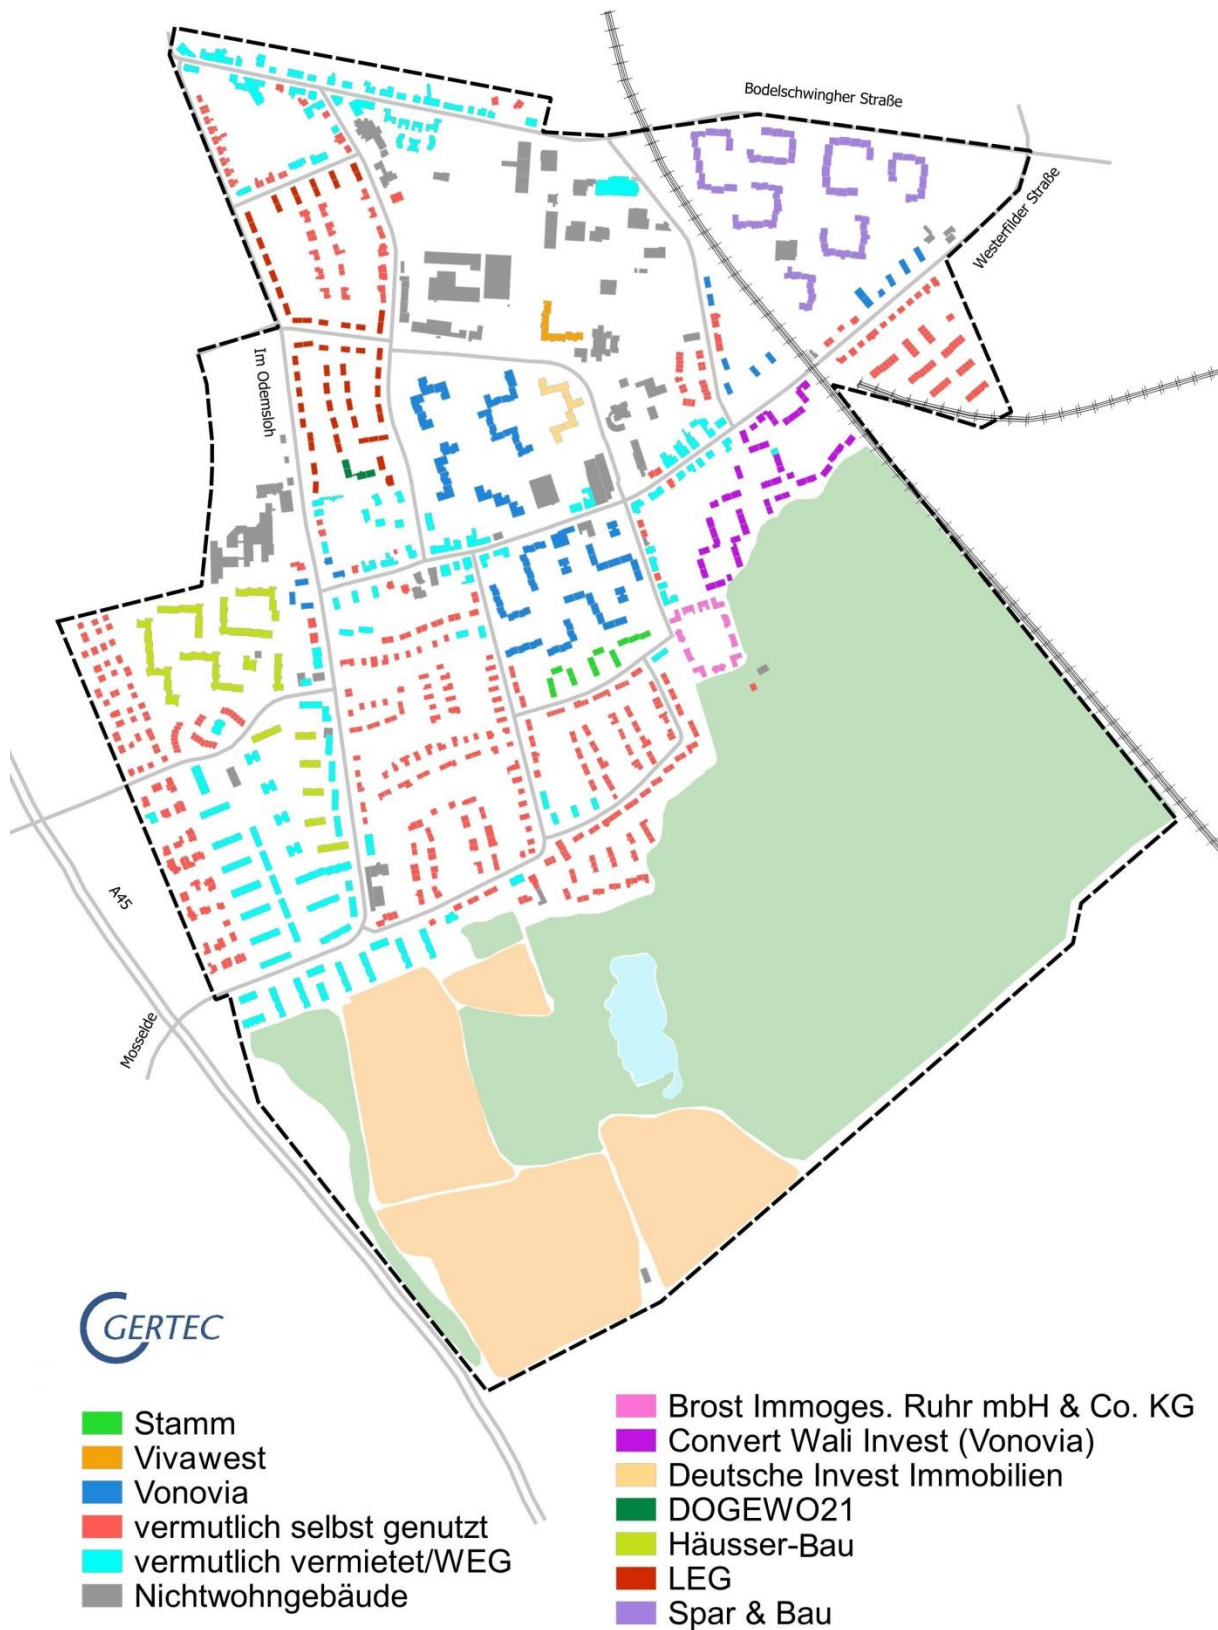 Bodelschwingher Straße
Westerfilder Straße
Im Odemsloh
A45
Mosselde
GERTEC
Stamm
Vivawest
Vonovia
vermutlich selbst genutzt
vermutlich vermietet/WEG
Nichtwohngebäude
Brost Immoges. Ruhr mbH & Co. KG
Convert Wali Invest (Vonovia)
Deutsche Invest Immobilien
DOGEWO21
Häusser-Bau
LEG
Spar & Bau